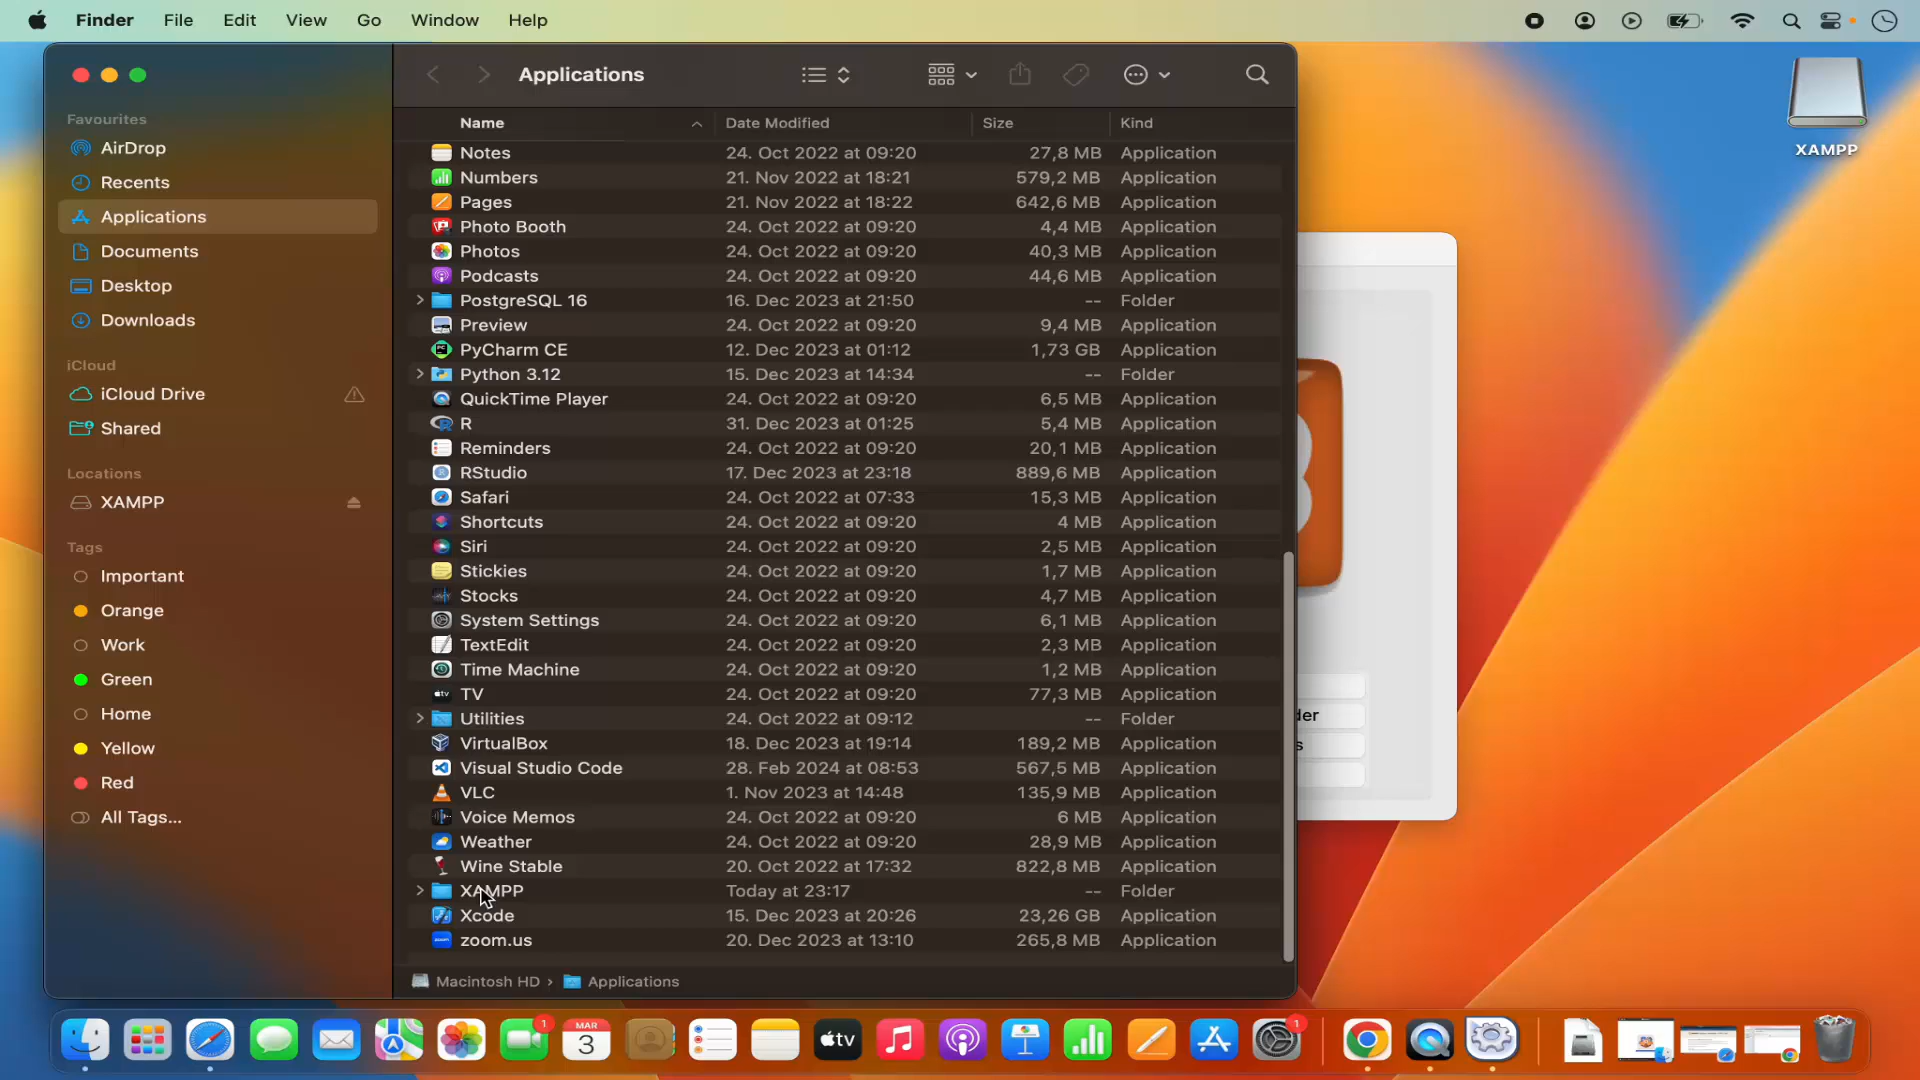 Finder File Edit View Go Window Help
Applications
Favourites
AirDrop
Recents
Applications
Documents
Desktop
Downloads
iCloud
iCloud Drive
Shared
Locations
XAMPP
Tags
Important
Orange
Work
Green
Home
Yellow
Red
All Tags...
Name Date Modified Size Kind
Notes 24. Oct 2022 at 09:20 27,8 MB Application
Numbers 21. Nov 2022 at 18:21 579,2 MB Application
Pages 21. Nov 2022 at 18:22 642,6 MB Application
Photo Booth 24. Oct 2022 at 09:20 4,4 MB Application
Photos 24. Oct 2022 at 09:20 40,3 MB Application
Podcasts 24. Oct 2022 at 09:20 44,6 MB Application
PostgreSQL 16 16. Dec 2023 at 21:50 -- Folder
Preview 24. Oct 2022 at 09:20 9,4 MB Application
PyCharm CE 12. Dec 2023 at 01:12 1,73 GB Application
Python 3.12 15. Dec 2023 at 14:34 -- Folder
QuickTime Player 24. Oct 2022 at 09:20 6,5 MB Application
R 31. Dec 2023 at 01:25 5,4 MB Application
Reminders 24. Oct 2022 at 09:20 20,1 MB Application
RStudio 17. Dec 2023 at 23:18 889,6 MB Application
Safari 24. Oct 2022 at 07:33 15,3 MB Application
Shortcuts 24. Oct 2022 at 09:20 4 MB Application
Siri 24. Oct 2022 at 09:20 2,5 MB Application
Stickies 24. Oct 2022 at 09:20 1,7 MB Application
Stocks 24. Oct 2022 at 09:20 4,7 MB Application
System Settings 24. Oct 2022 at 09:20 6,1 MB Application
TextEdit 24. Oct 2022 at 09:20 2,3 MB Application
Time Machine 24. Oct 2022 at 09:20 1,2 MB Application
TV 24. Oct 2022 at 09:20 77,3 MB Application
Utilities 24. Oct 2022 at 09:12 -- Folder
VirtualBox 18. Dec 2023 at 19:14 189,2 MB Application
Visual Studio Code 28. Feb 2024 at 08:53 567,5 MB Application
VLC 1. Nov 2023 at 14:48 135,9 MB Application
Voice Memos 24. Oct 2022 at 09:20 6 MB Application
Weather 24. Oct 2022 at 09:20 28,9 MB Application
Wine Stable 20. Oct 2022 at 17:32 822,8 MB Application
XAMPP Today at 23:17 -- Folder
Xcode 15. Dec 2023 at 20:26 23,26 GB Application
zoom.us 20. Dec 2023 at 13:10 265,8 MB Application
Macintosh HD › Applications
XAMPP
1
MAR
3
tv
1